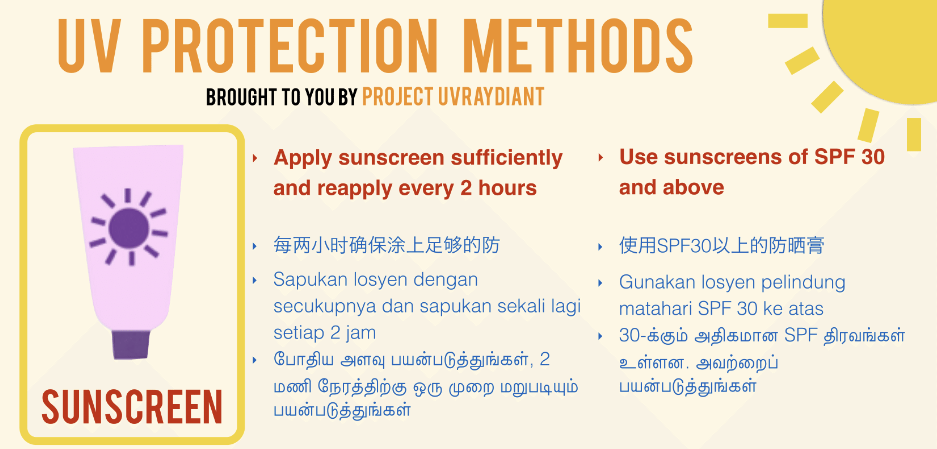 UV PROTECTION METHODS
BROUGHT TO YOU BY PROJECT UVRAYDIANT
SUNSCREEN
Apply sunscreen sufficiently
and reapply every 2 hours
每两小时确保涂上足够的防
Sapukan losyen dengan
secukupnya dan sapukan sekali lagi
setiap 2 jam
போதிய அளவு பயன்படுத்துங்கள், 2
மணி நேரத்திற்கு ஒரு முறை மறுபடியும்
பயன்படுத்துங்கள்
Use sunscreens of SPF 30
and above
使用SPF30以上的防晒膏
Gunakan losyen pelindung
matahari SPF 30 ke atas
30-க்கும் அதிகமான SPF திரவங்கள்
உள்ளன. அவற்றைப்
பயன்படுத்துங்கள்